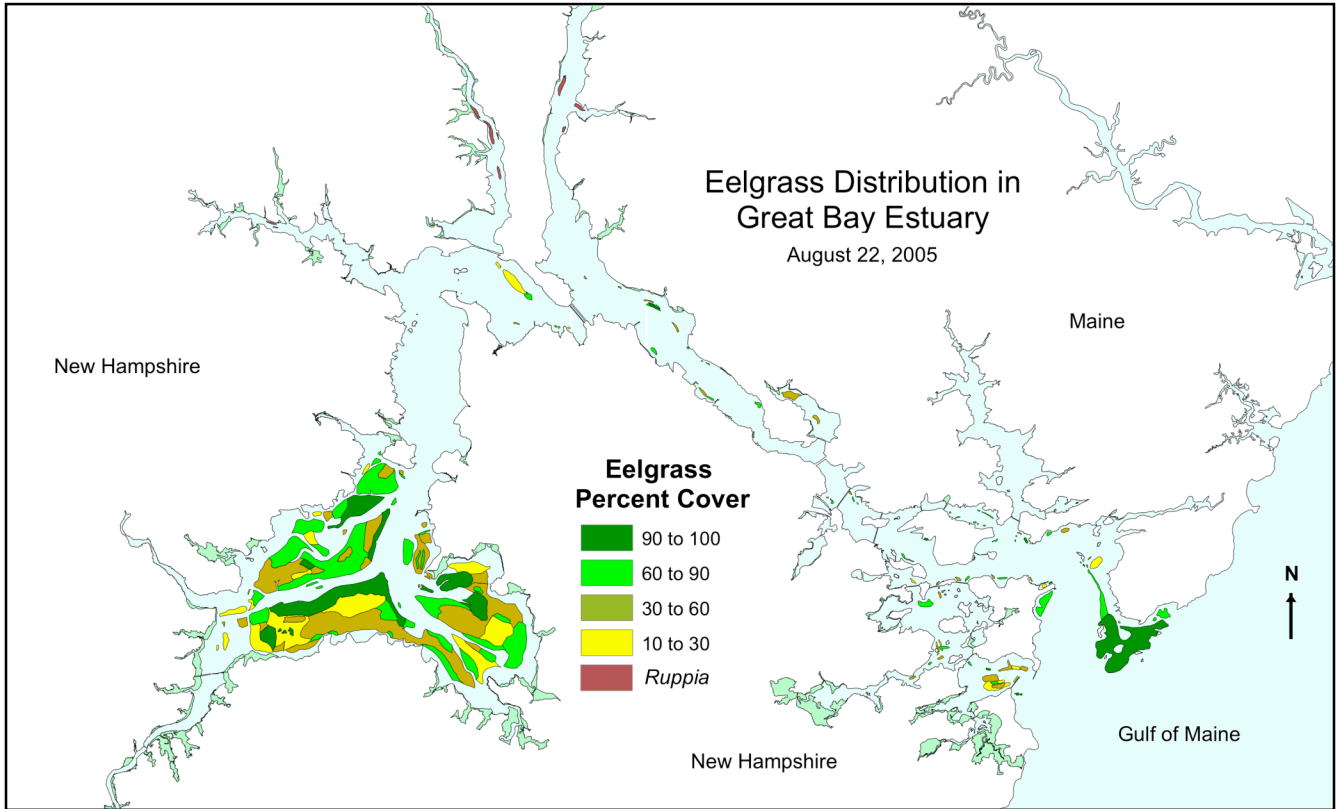 Eelgrass Distribution in
Great Bay Estuary
August 22, 2005
Maine
New Hampshire
Eelgrass
Percent Cover
90 to 100
60 to 90
30 to 60
10 to 30
Ruppia
N
Gulf of Maine
New Hampshire